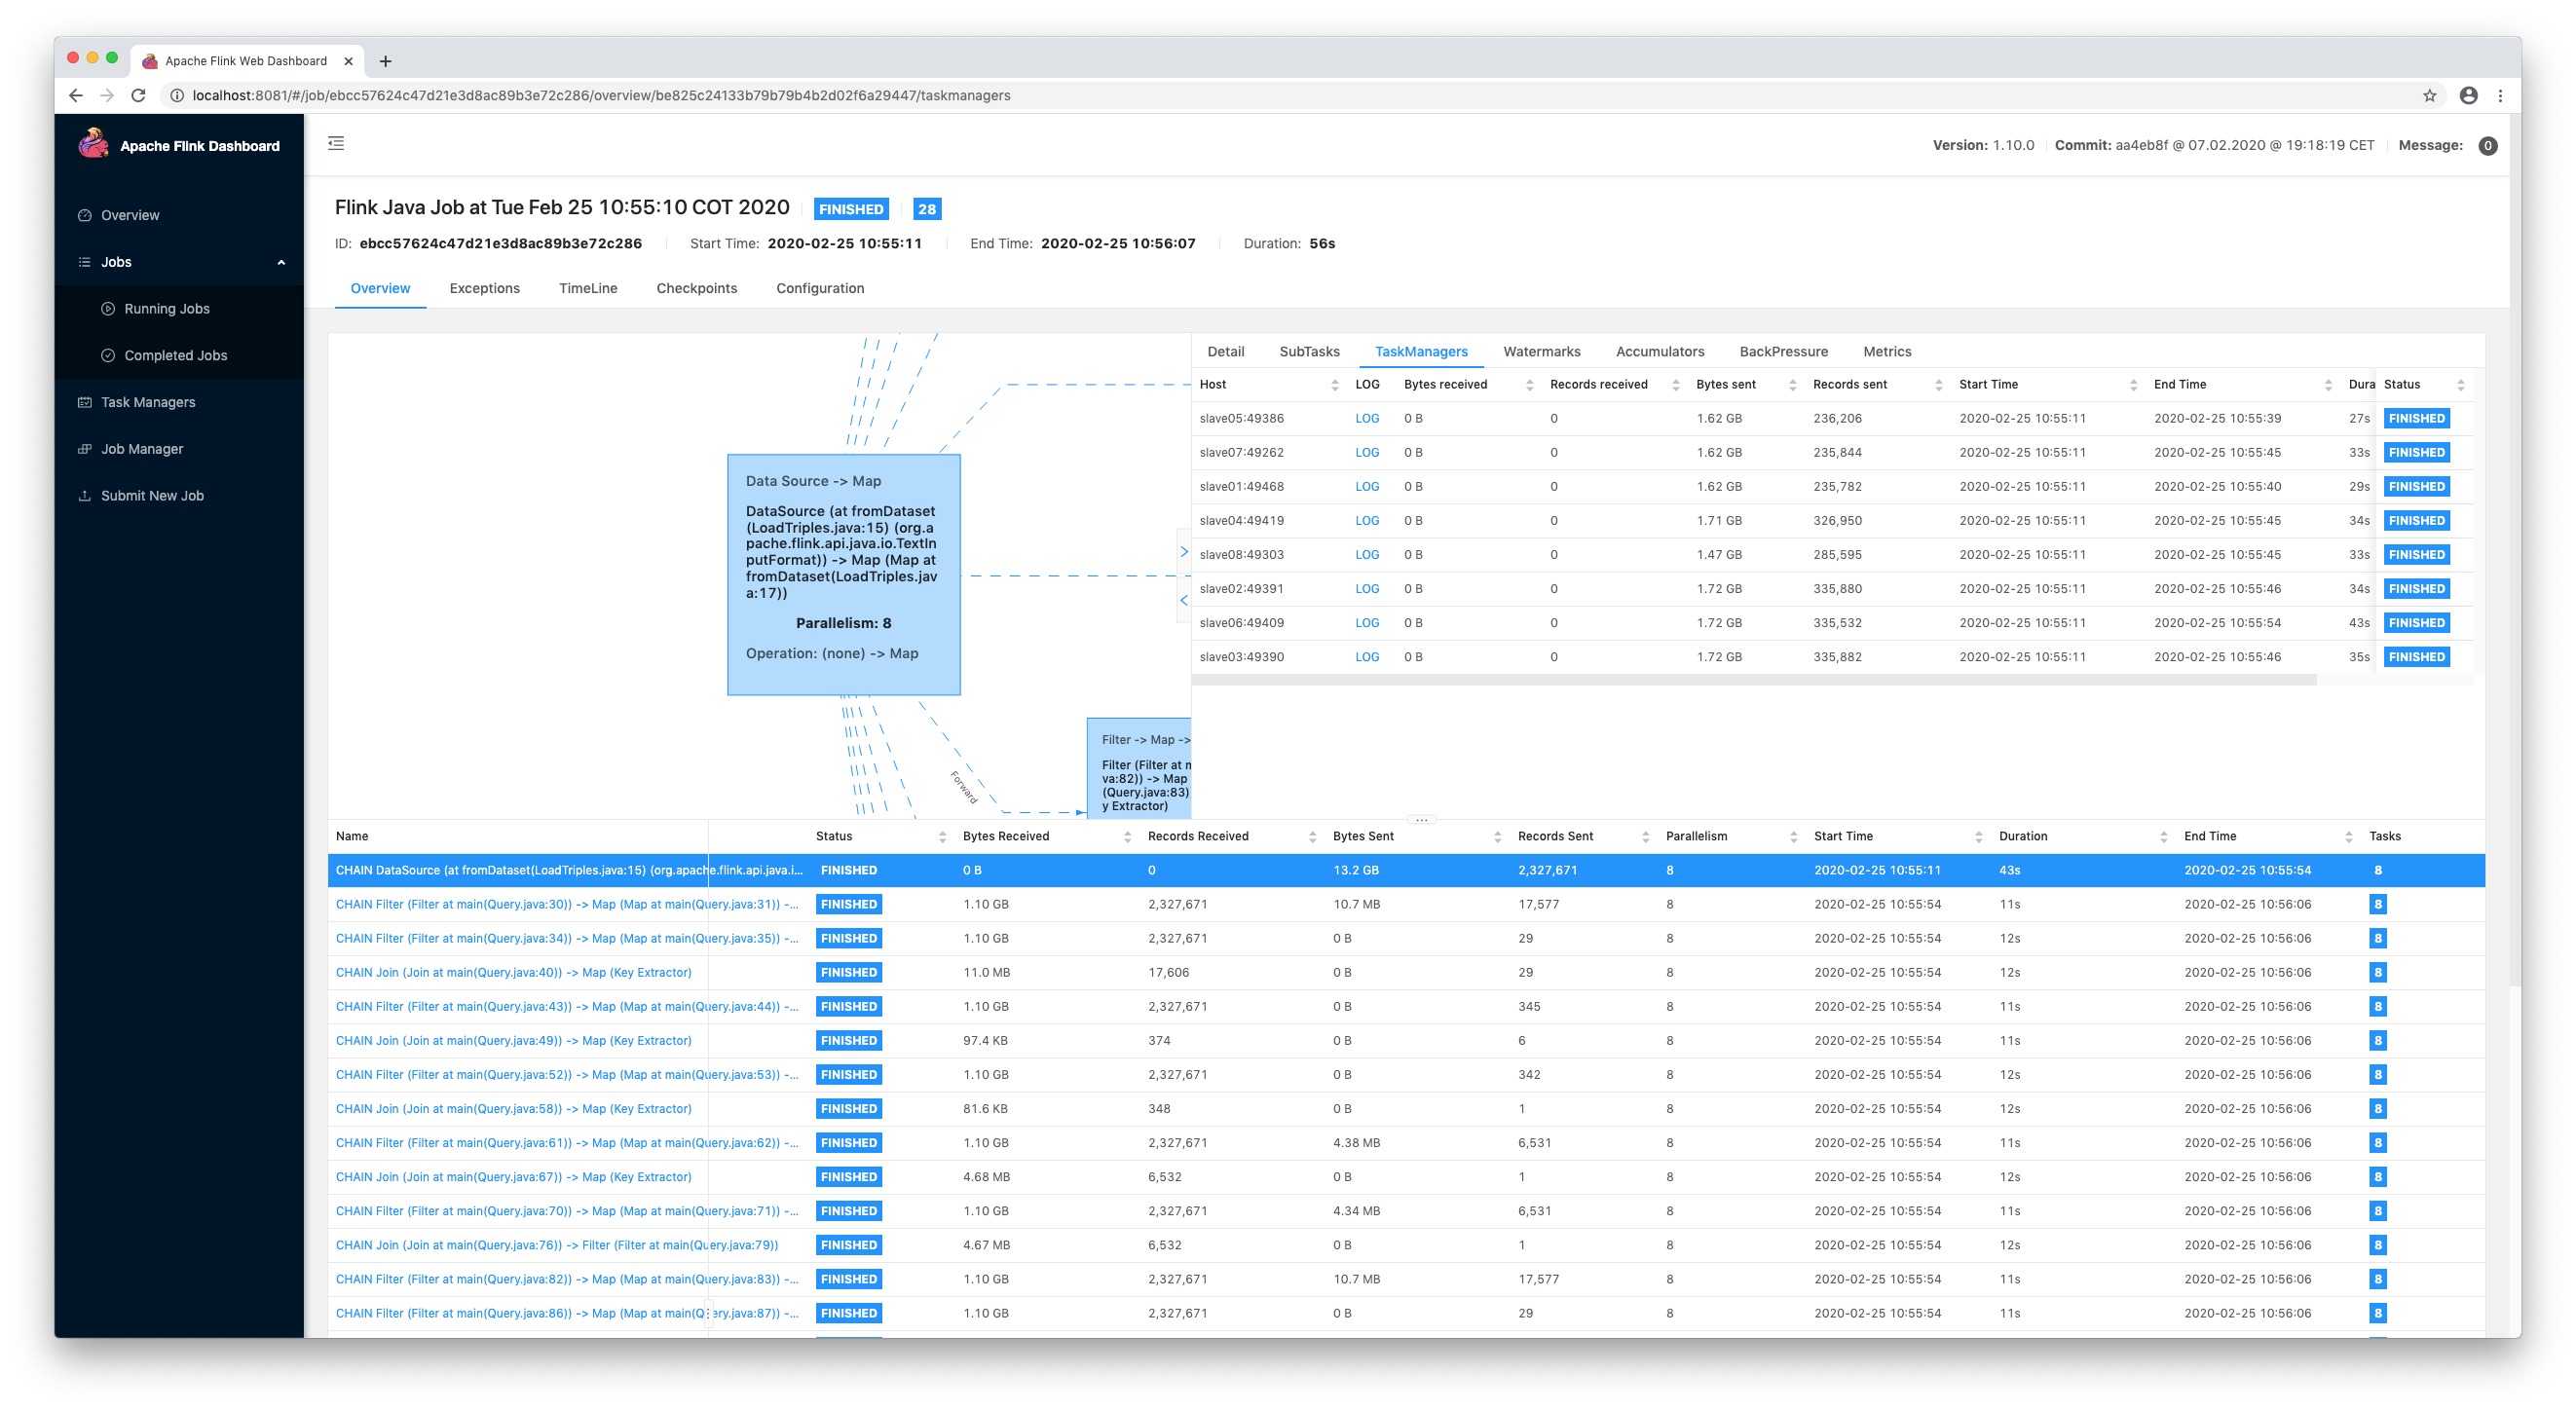 Apache Flink Web Dashboard
localhost:8081/#/job/ebcc57624c47d21e3d8ac89b3e72c286/overview/be825c24133b79b79b4b2d02f6a29447/taskmanagers
Apache Flink Dashboard
Version: 1.10.0 Commit: aa4eb8f @ 07.02.2020 @ 19:18:19 CET Message: 0
Overview
Jobs
Running Jobs
Completed Jobs
Task Managers
Job Manager
Submit New Job
Flink Java Job at Tue Feb 25 10:55:10 COT 2020 FINISHED 28
ID: ebcc57624c47d21e3d8ac89b3e72c286 Start Time: 2020-02-25 10:55:11 End Time: 2020-02-25 10:56:07 Duration: 56s
Overview Exceptions TimeLine Checkpoints Configuration
Data Source -> Map
DataSource (at fromDataset
(LoadTriples.java:15) (org.a
pache.flink.api.java.io.TextIn
putFormat)) -> Map (Map at
fromDataset(LoadTriples.jav
a:17))
Parallelism: 8
Operation: (none) -> Map
Forward
Filter -> Map ->
Filter (Filter at m
va:82)) -> Map
(Query.java:83)
y Extractor)
Detail SubTasks TaskManagers Watermarks Accumulators BackPressure Metrics
Host LOG Bytes received Records received Bytes sent Records sent Start Time End Time Dura Status
slave05:49386 LOG 0 B 0 1.62 GB 236,206 2020-02-25 10:55:11 2020-02-25 10:55:39 27s FINISHED
slave07:49262 LOG 0 B 0 1.62 GB 235,844 2020-02-25 10:55:11 2020-02-25 10:55:45 33s FINISHED
slave01:49468 LOG 0 B 0 1.62 GB 235,782 2020-02-25 10:55:11 2020-02-25 10:55:40 29s FINISHED
slave04:49419 LOG 0 B 0 1.71 GB 326,950 2020-02-25 10:55:11 2020-02-25 10:55:45 34s FINISHED
slave08:49303 LOG 0 B 0 1.47 GB 285,595 2020-02-25 10:55:11 2020-02-25 10:55:45 33s FINISHED
slave02:49391 LOG 0 B 0 1.72 GB 335,880 2020-02-25 10:55:11 2020-02-25 10:55:46 34s FINISHED
slave06:49409 LOG 0 B 0 1.72 GB 335,532 2020-02-25 10:55:11 2020-02-25 10:55:54 43s FINISHED
slave03:49390 LOG 0 B 0 1.72 GB 335,882 2020-02-25 10:55:11 2020-02-25 10:55:46 35s FINISHED
Name Status Bytes Received Records Received Bytes Sent Records Sent Parallelism Start Time Duration End Time Tasks
CHAIN DataSource (at fromDataset(LoadTriples.java:15) (org.apache.flink.api.java.i... FINISHED 0 B 0 13.2 GB 2,327,671 8 2020-02-25 10:55:11 43s 2020-02-25 10:55:54 8
CHAIN Filter (Filter at main(Query.java:30)) -> Map (Map at main(Query.java:31)) -... FINISHED 1.10 GB 2,327,671 10.7 MB 17,577 8 2020-02-25 10:55:54 11s 2020-02-25 10:56:06 8
CHAIN Filter (Filter at main(Query.java:34)) -> Map (Map at main(Query.java:35)) -... FINISHED 1.10 GB 2,327,671 0 B 29 8 2020-02-25 10:55:54 12s 2020-02-25 10:56:06 8
CHAIN Join (Join at main(Query.java:40)) -> Map (Key Extractor) FINISHED 11.0 MB 17,606 0 B 29 8 2020-02-25 10:55:54 12s 2020-02-25 10:56:06 8
CHAIN Filter (Filter at main(Query.java:43)) -> Map (Map at main(Query.java:44)) -... FINISHED 1.10 GB 2,327,671 0 B 345 8 2020-02-25 10:55:54 11s 2020-02-25 10:56:06 8
CHAIN Join (Join at main(Query.java:49)) -> Map (Key Extractor) FINISHED 97.4 KB 374 0 B 6 8 2020-02-25 10:55:54 11s 2020-02-25 10:56:06 8
CHAIN Filter (Filter at main(Query.java:52)) -> Map (Map at main(Query.java:53)) -... FINISHED 1.10 GB 2,327,671 0 B 342 8 2020-02-25 10:55:54 12s 2020-02-25 10:56:06 8
CHAIN Join (Join at main(Query.java:58)) -> Map (Key Extractor) FINISHED 81.6 KB 348 0 B 1 8 2020-02-25 10:55:54 12s 2020-02-25 10:56:06 8
CHAIN Filter (Filter at main(Query.java:61)) -> Map (Map at main(Query.java:62)) -... FINISHED 1.10 GB 2,327,671 4.38 MB 6,531 8 2020-02-25 10:55:54 11s 2020-02-25 10:56:06 8
CHAIN Join (Join at main(Query.java:67)) -> Map (Key Extractor) FINISHED 4.68 MB 6,532 0 B 1 8 2020-02-25 10:55:54 12s 2020-02-25 10:56:06 8
CHAIN Filter (Filter at main(Query.java:70)) -> Map (Map at main(Query.java:71)) -... FINISHED 1.10 GB 2,327,671 4.34 MB 6,531 8 2020-02-25 10:55:54 11s 2020-02-25 10:56:06 8
CHAIN Join (Join at main(Query.java:76)) -> Filter (Filter at main(Query.java:79)) FINISHED 4.67 MB 6,532 0 B 1 8 2020-02-25 10:55:54 12s 2020-02-25 10:56:06 8
CHAIN Filter (Filter at main(Query.java:82)) -> Map (Map at main(Query.java:83)) -... FINISHED 1.10 GB 2,327,671 10.7 MB 17,577 8 2020-02-25 10:55:54 11s 2020-02-25 10:56:06 8
CHAIN Filter (Filter at main(Query.java:86)) -> Map (Map at main(Query.java:87)) -... FINISHED 1.10 GB 2,327,671 0 B 29 8 2020-02-25 10:55:54 11s 2020-02-25 10:56:06 8